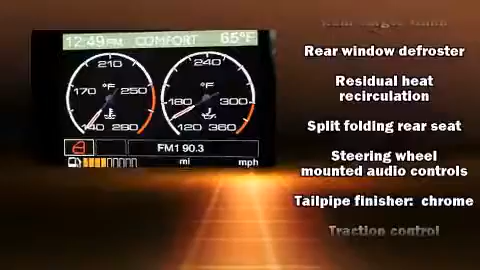 12:49PM COMFORT 65°F
210
°F
170 250
140 290
240
°F
180 300
120 360
FM1 90.3
mi mph
Rear window defroster
Residual heat
recirculation
Split folding rear seat
Steering wheel
mounted audio controls
Tailpipe finisher: chrome
Traction control